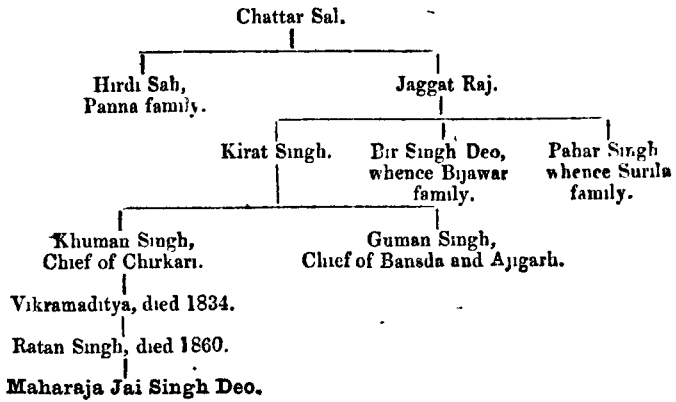 Chattar Sal.
Hirdi Sah,
Panna family.
Jaggat Raj.
Kirat Singh.
Bir Singh Deo,
whence Bijawar
family.
Pahar Singh
whence Surila
family.
Khuman Singh,
Chief of Chirkari.
Guman Singh,
Chief of Bansda and Ajigarh.
Vikramaditya, died 1834.
Ratan Singh, died 1860.
Maharaja Jai Singh Deo.